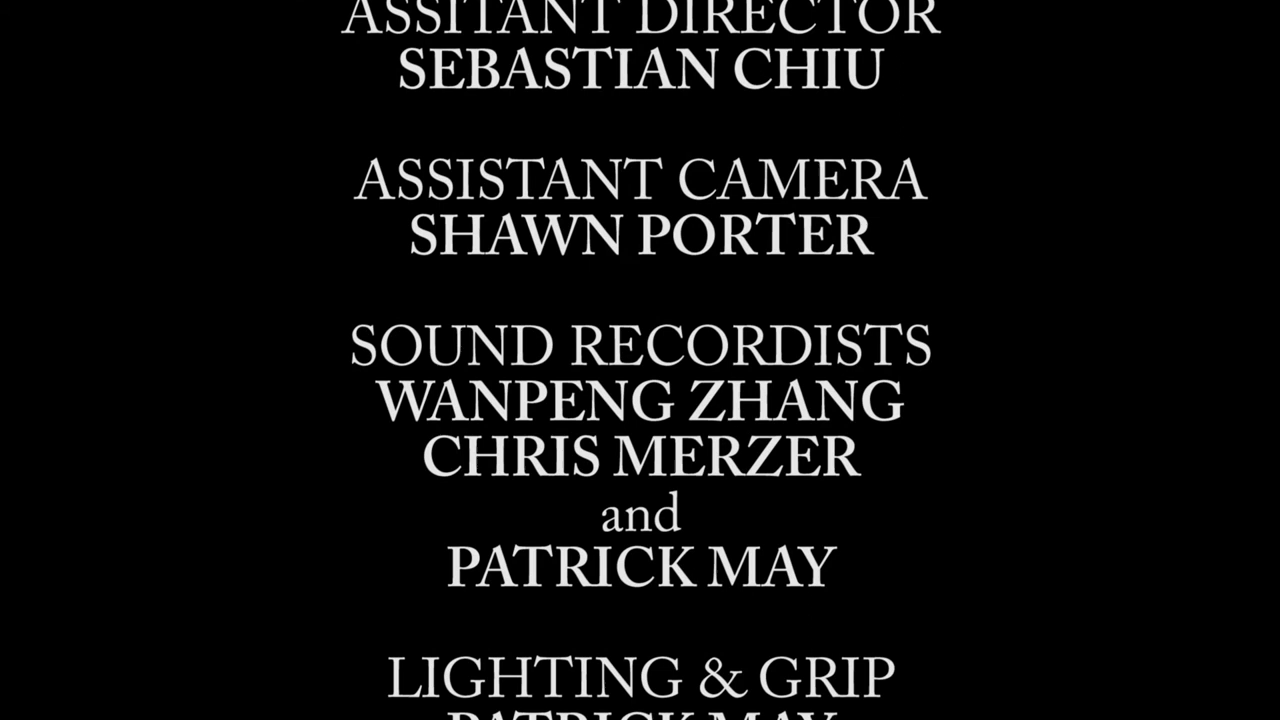 ASSITANT DIRECTOR
SEBASTIAN CHIU
ASSISTANT CAMERA
SHAWN PORTER
SOUND RECORDISTS
WANPENG ZHANG
CHRIS MERZER
and
PATRICK MAY
LIGHTING & GRIP
PATRICK MAY